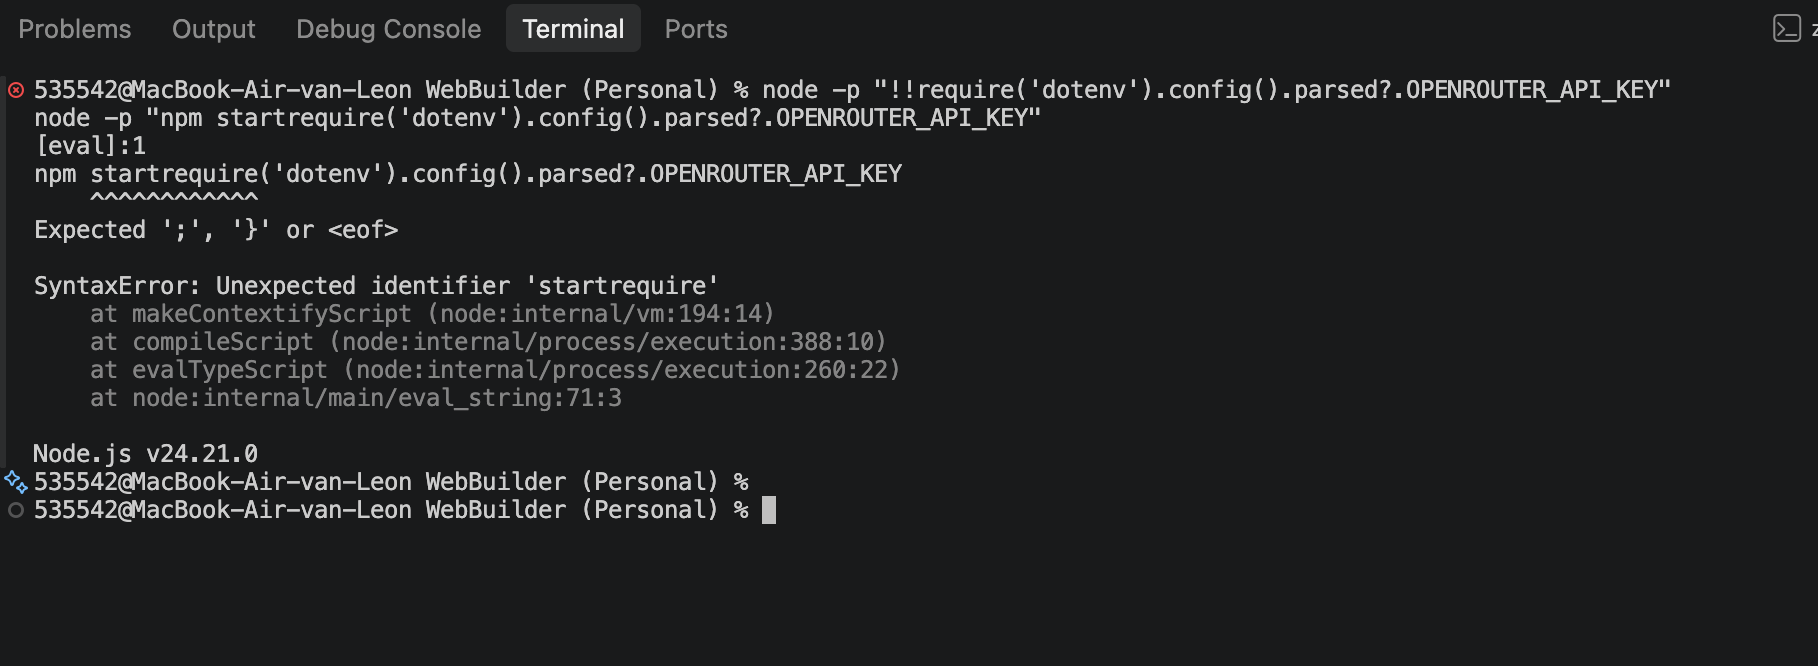 Problems Output Debug Console Terminal Ports
535542@MacBook-Air-van-Leon WebBuilder (Personal) % node -p "!!require('dotenv').config().parsed?.OPENROUTER_API_KEY"
node -p "npm startrequire('dotenv').config().parsed?.OPENROUTER_API_KEY"
[eval]:1
npm startrequire('dotenv').config().parsed?.OPENROUTER_API_KEY
    ^^^^^^^^^^^^
Expected ';', '}' or <eof>
SyntaxError: Unexpected identifier 'startrequire'
    at makeContextifyScript (node:internal/vm:194:14)
    at compileScript (node:internal/process/execution:388:10)
    at evalTypeScript (node:internal/process/execution:260:22)
    at node:internal/main/eval_string:71:3
Node.js v24.21.0
535542@MacBook-Air-van-Leon WebBuilder (Personal) %
535542@MacBook-Air-van-Leon WebBuilder (Personal) %